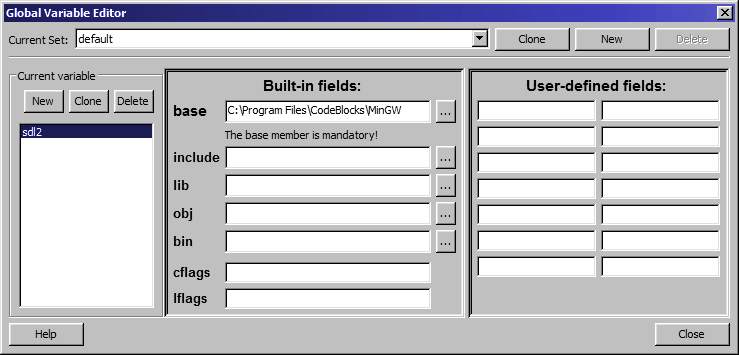 Global Variable Editor
Current Set: default Clone New Delete
Current variable
New Clone Delete
sdl2
Built-in fields:
base C:\Program Files\CodeBlocks\MinGW ...
The base member is mandatory!
include ...
lib ...
obj ...
bin ...
cflags
lflags
User-defined fields:
Help Close